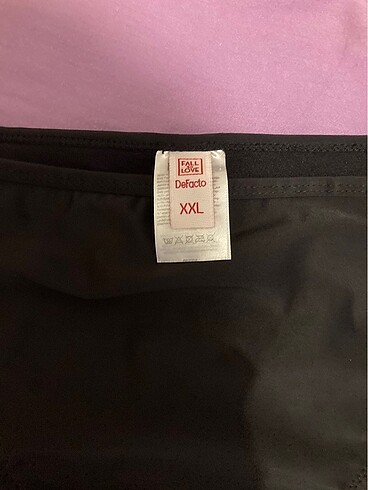 FALL
IN
LOVE
DeFacto
XXL